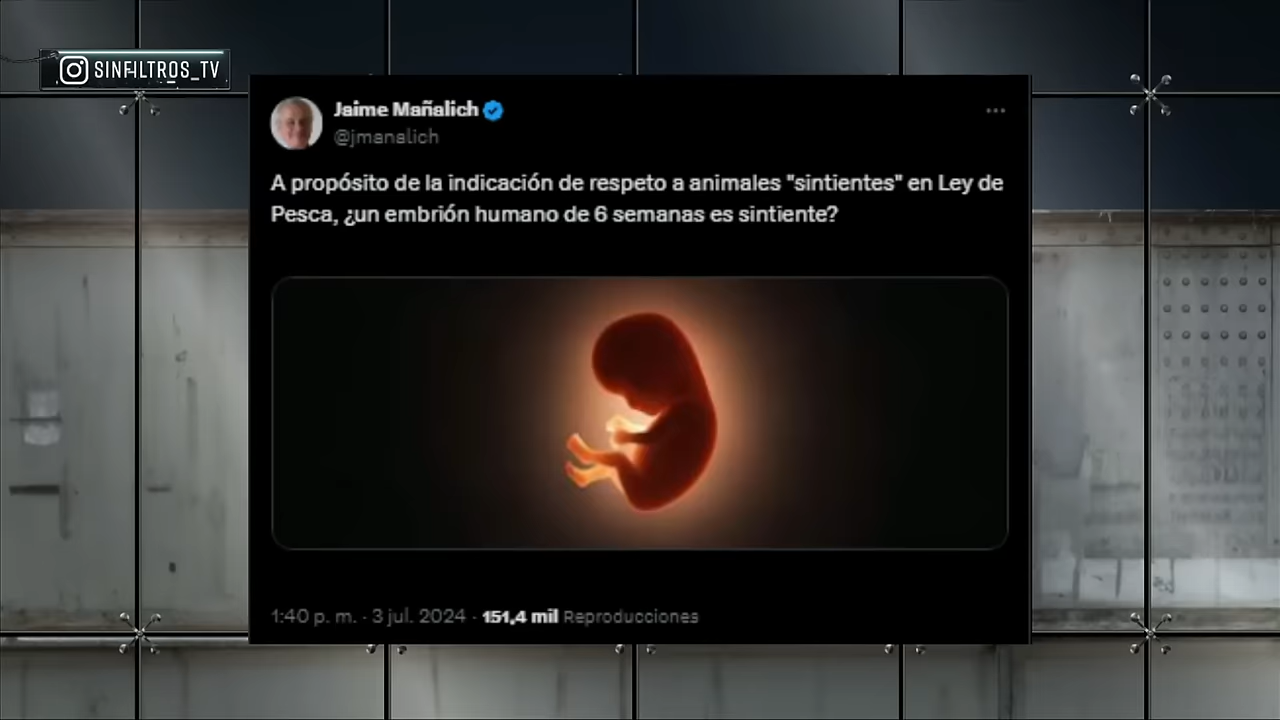 SINFILTROS_TV
Jaime Mañalich
@jmanalich
A propósito de la indicación de respeto a animales "sintientes" en Ley de
Pesca, ¿un embrión humano de 6 semanas es sintiente?
1:40 p. m. · 3 jul. 2024 · 151,4 mil Reproducciones